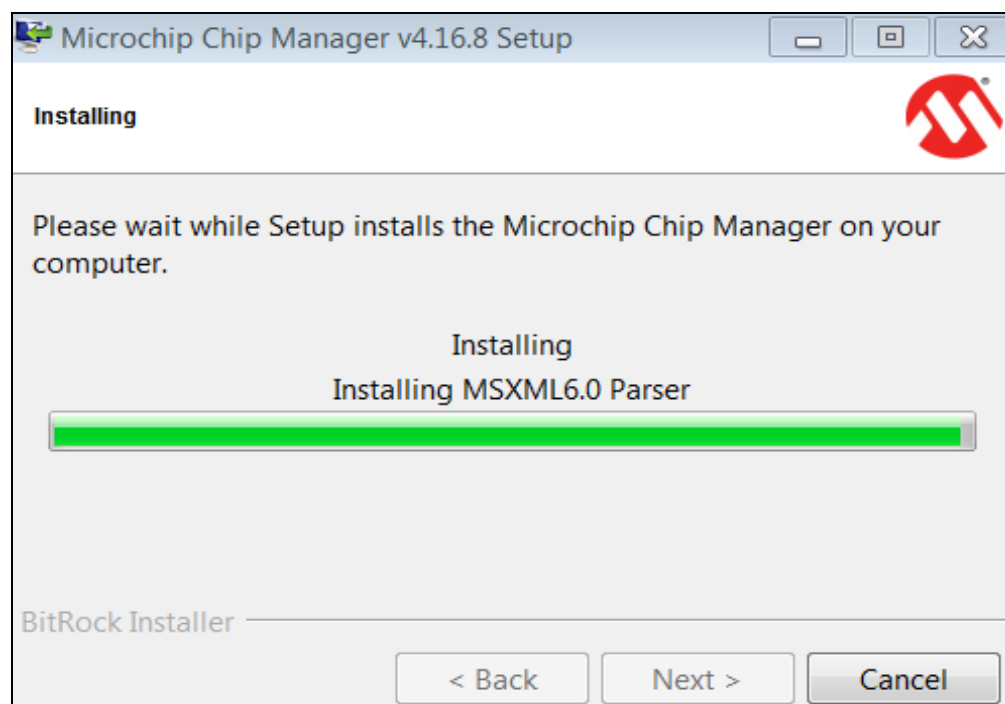 Microchip Chip Manager v4.16.8 Setup
Installing
Please wait while Setup installs the Microchip Chip Manager on your
computer.
Installing
Installing MSXML6.0 Parser
BitRock Installer
< Back
Next >
Cancel